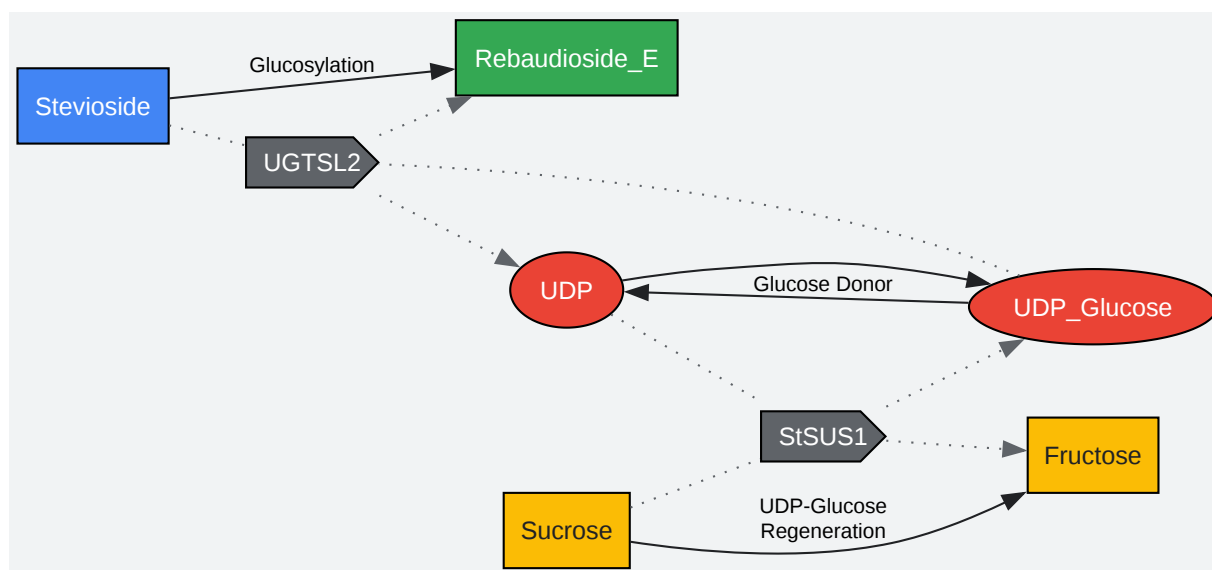 Rebaudioside_E
Glucosylation
Stevioside
UGTSL2
UDP
Glucose Donor
UDP_Glucose
StSUS1
Fructose
UDP-Glucose
Regeneration
Sucrose